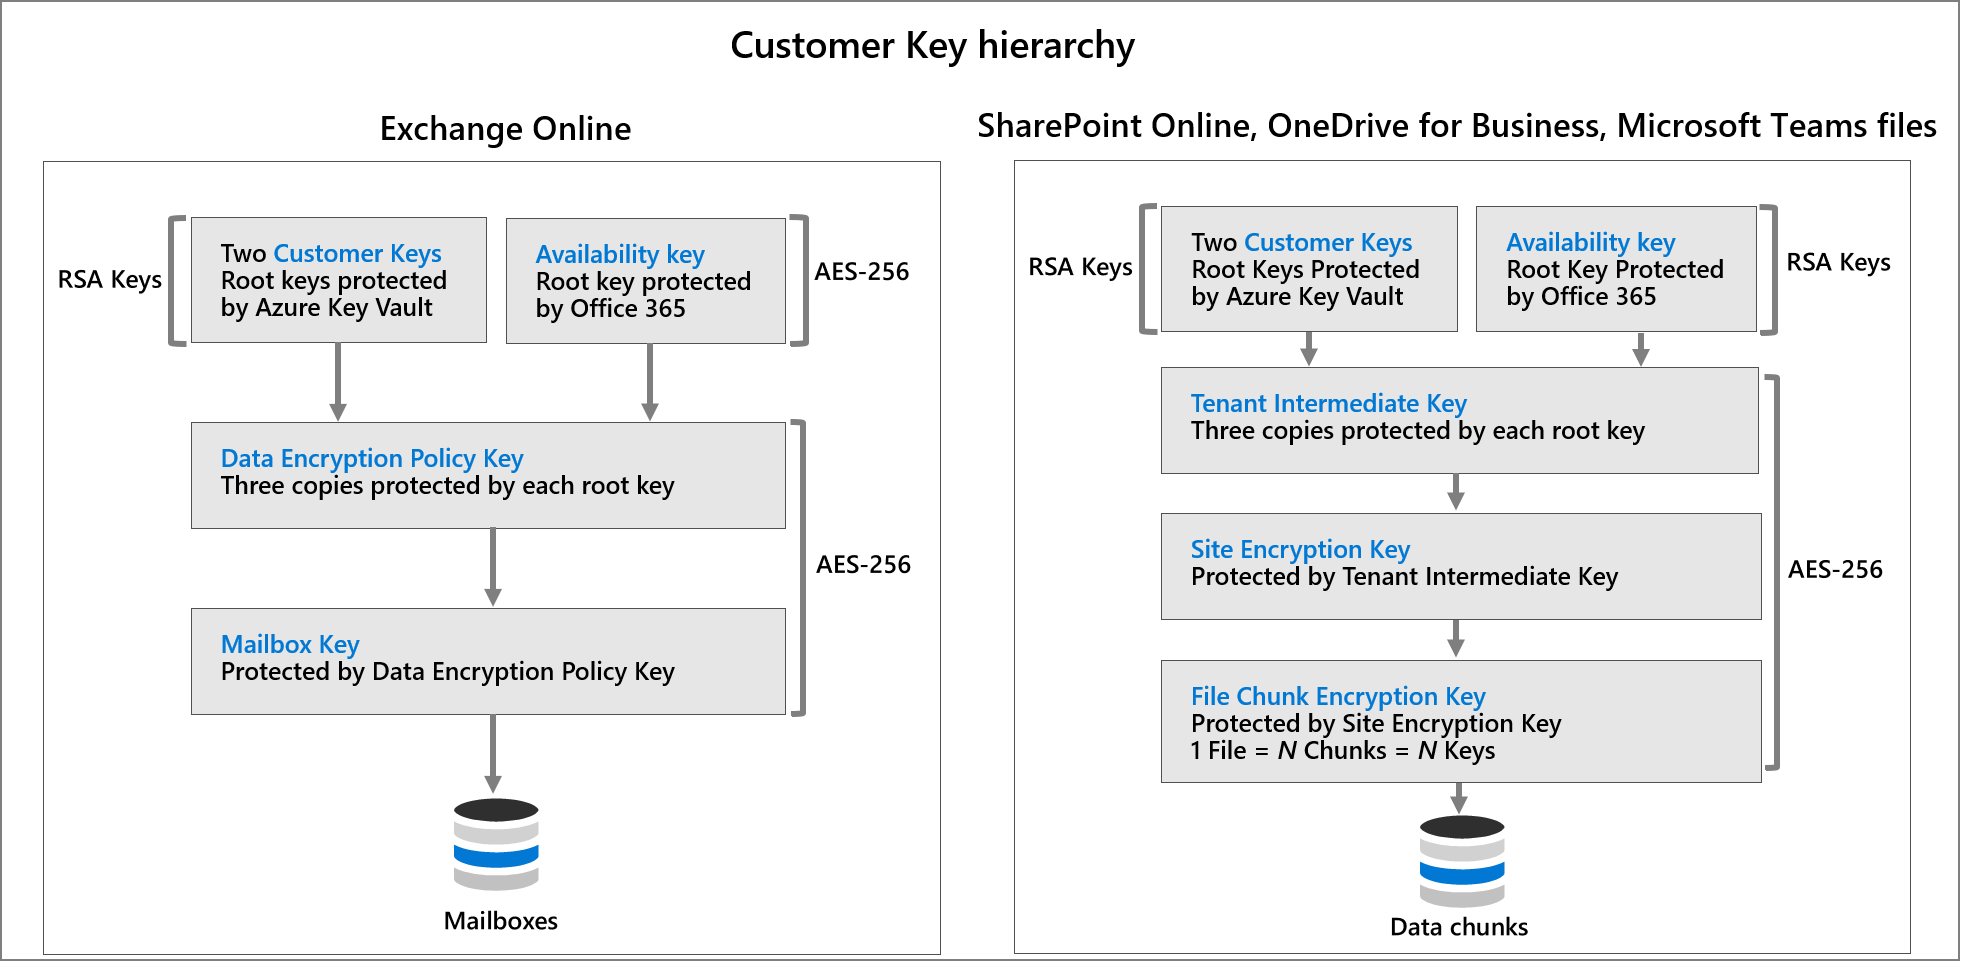 Customer Key hierarchy
Exchange Online
RSA Keys
Two Customer Keys
Root keys protected
by Azure Key Vault
Availability key
Root key protected
by Office 365
AES-256
Data Encryption Policy Key
Three copies protected by each root key
Mailbox Key
Protected by Data Encryption Policy Key
AES-256
Mailboxes
SharePoint Online, OneDrive for Business, Microsoft Teams files
RSA Keys
Two Customer Keys
Root Keys Protected
by Azure Key Vault
Availability key
Root Key Protected
by Office 365
RSA Keys
Tenant Intermediate Key
Three copies protected by each root key
Site Encryption Key
Protected by Tenant Intermediate Key
File Chunk Encryption Key
Protected by Site Encryption Key
1 File = N Chunks = N Keys
AES-256
Data chunks